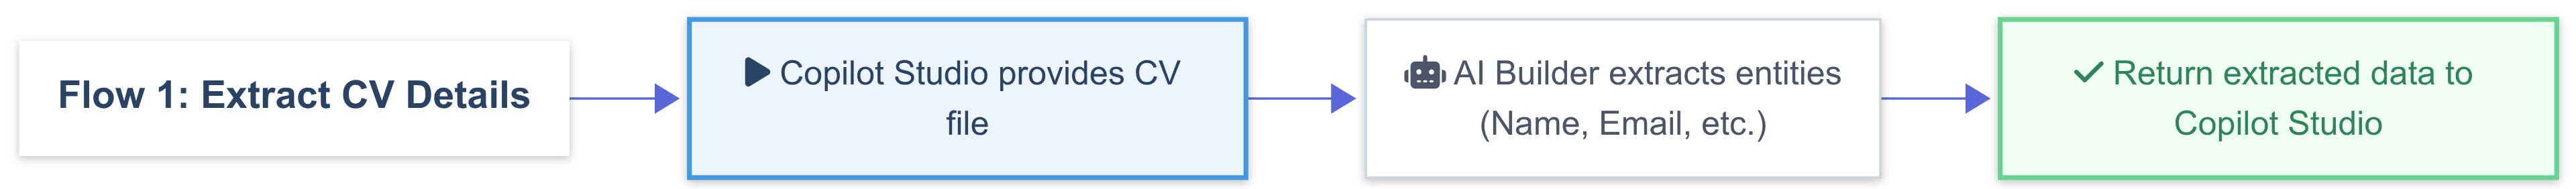 Flow 1: Extract CV Details
Copilot Studio provides CV
file
AI Builder extracts entities
(Name, Email, etc.)
Return extracted data to
Copilot Studio